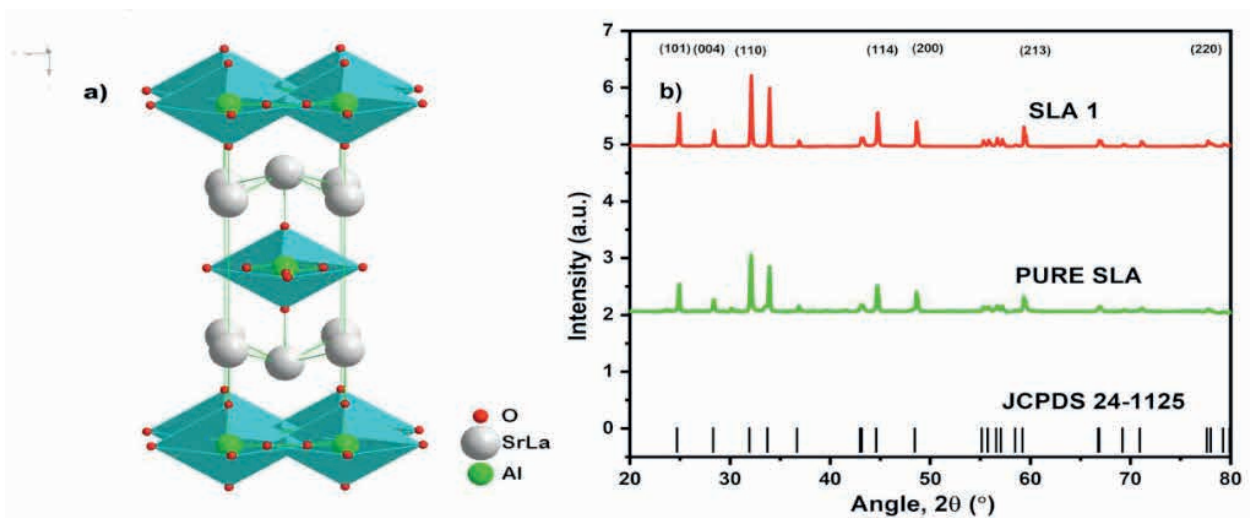 a)
O
SrLa
Al
b)
(101) (004) (110) (114) (200) (213) (220)
SLA 1
PURE SLA
JCPDS 24-1125
Intensity (a.u.)
7
6
5
4
3
2
1
0
20 30 40 50 60 70 80
Angle, 2θ (°)